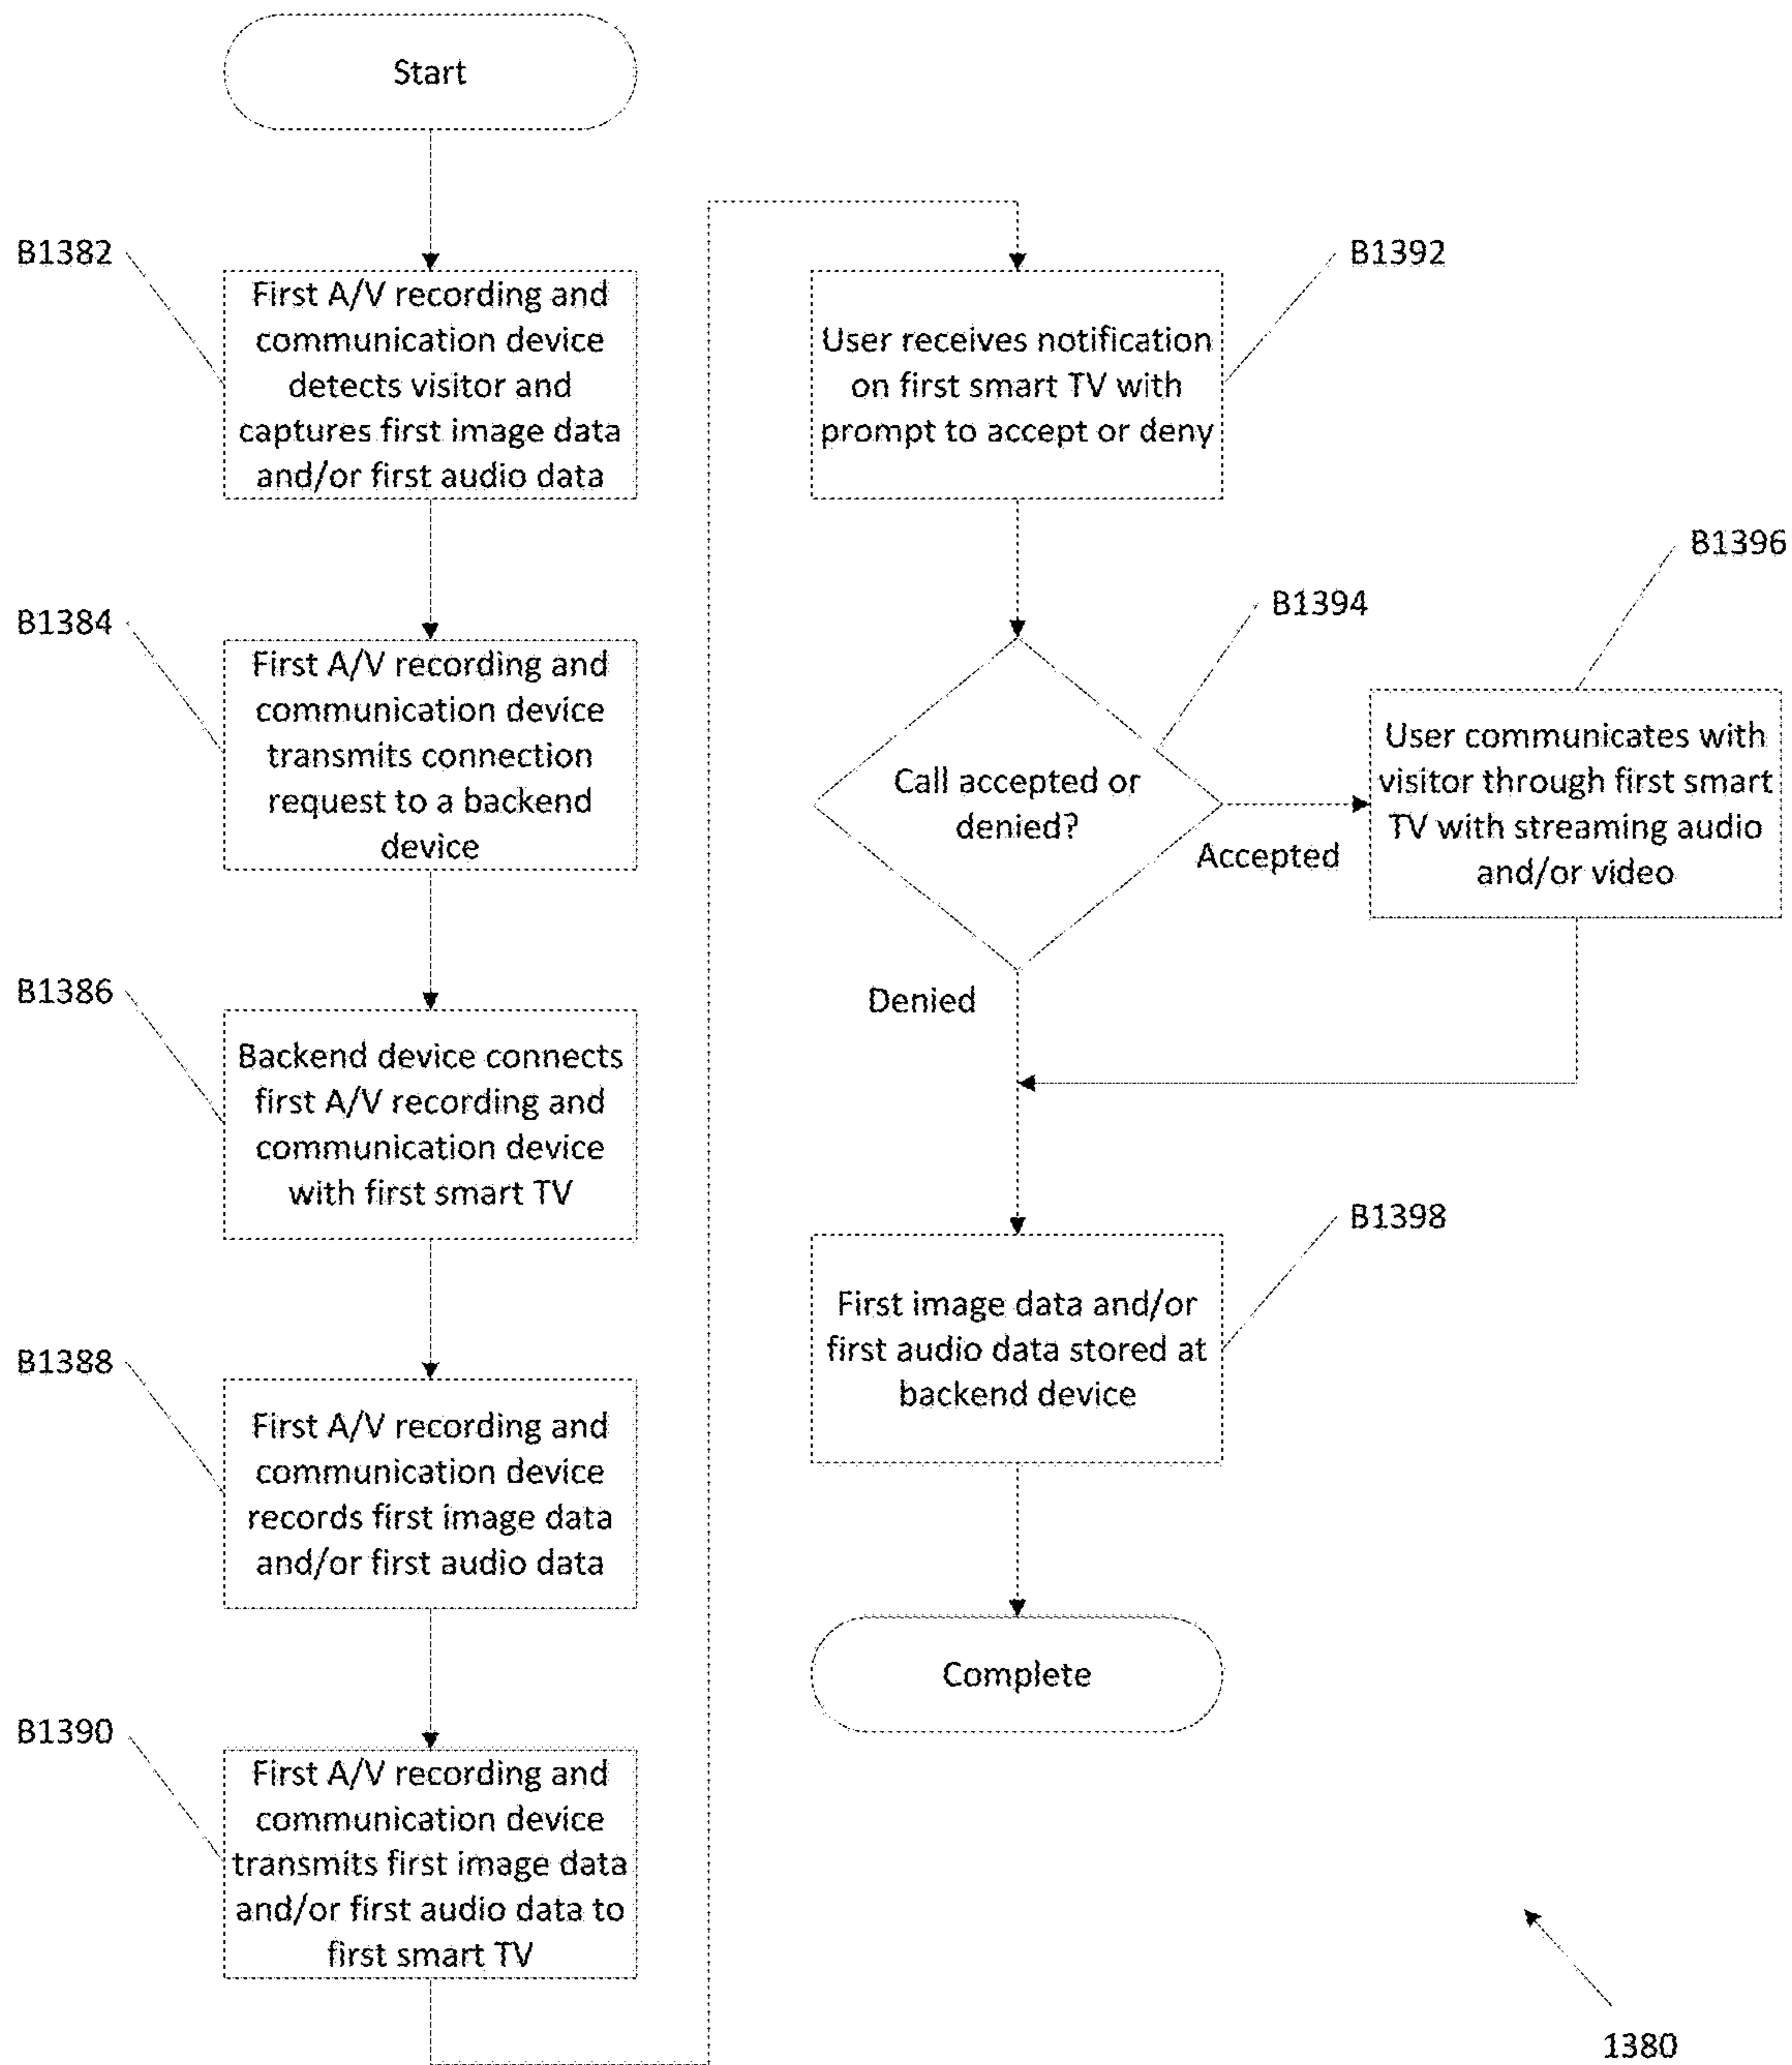 Start
B1382
First A/V recording and
communication device
detects visitor and
captures first image data
and/or first audio data
B1384
First A/V recording and
communication device
transmits connection
request to a backend
device
B1386
Backend device connects
first A/V recording and
communication device
with first smart TV
B1388
First A/V recording and
communication device
records first image data
and/or first audio data
B1390
First A/V recording and
communication device
transmits first image data
and/or first audio data to
first smart TV
B1392
User receives notification
on first smart TV with
prompt to accept or deny
B1394
Call accepted or
denied?
Accepted
Denied
B1396
User communicates with
visitor through first smart
TV with streaming audio
and/or video
B1398
First image data and/or
first audio data stored at
backend device
Complete
1380